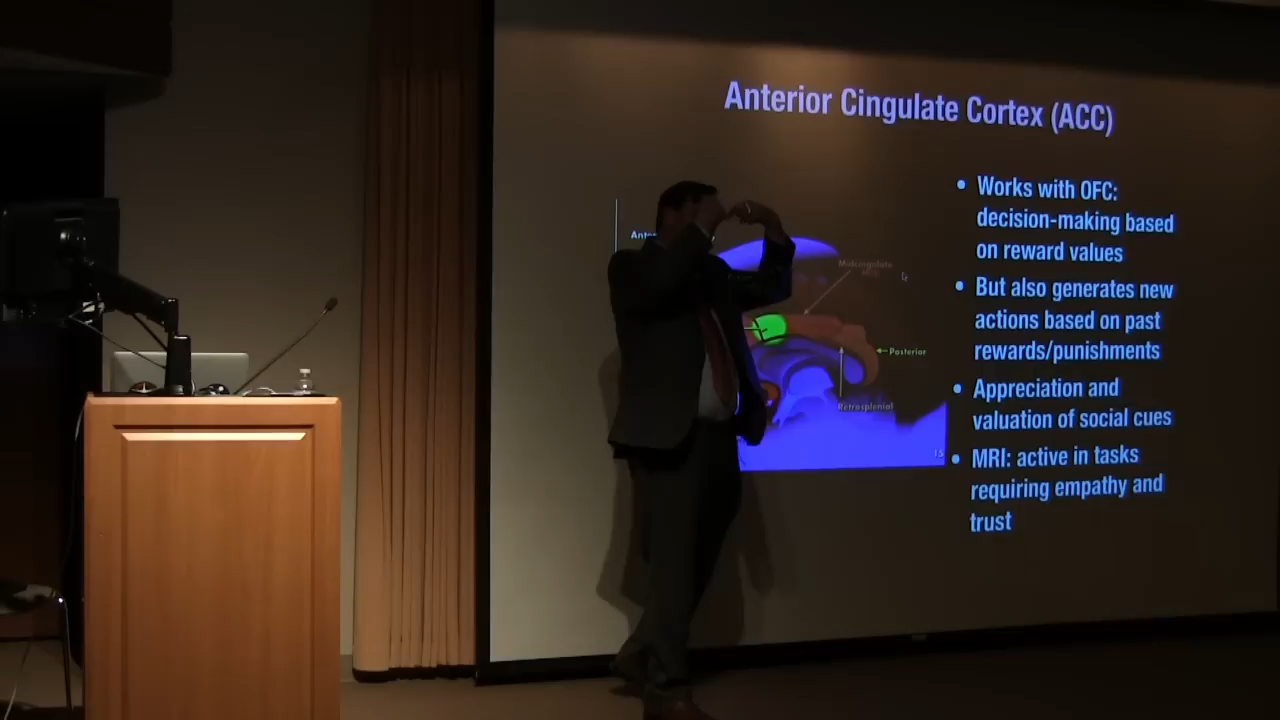 Anterior Cingulate Cortex (ACC)
• Works with OFC:
decision-making based
on reward values
• But also generates new
actions based on past
rewards/punishments
• Appreciation and
valuation of social cues
• MRI: active in tasks
requiring empathy and
trust
Midcingulate
Posterior
Retrosplenial
15